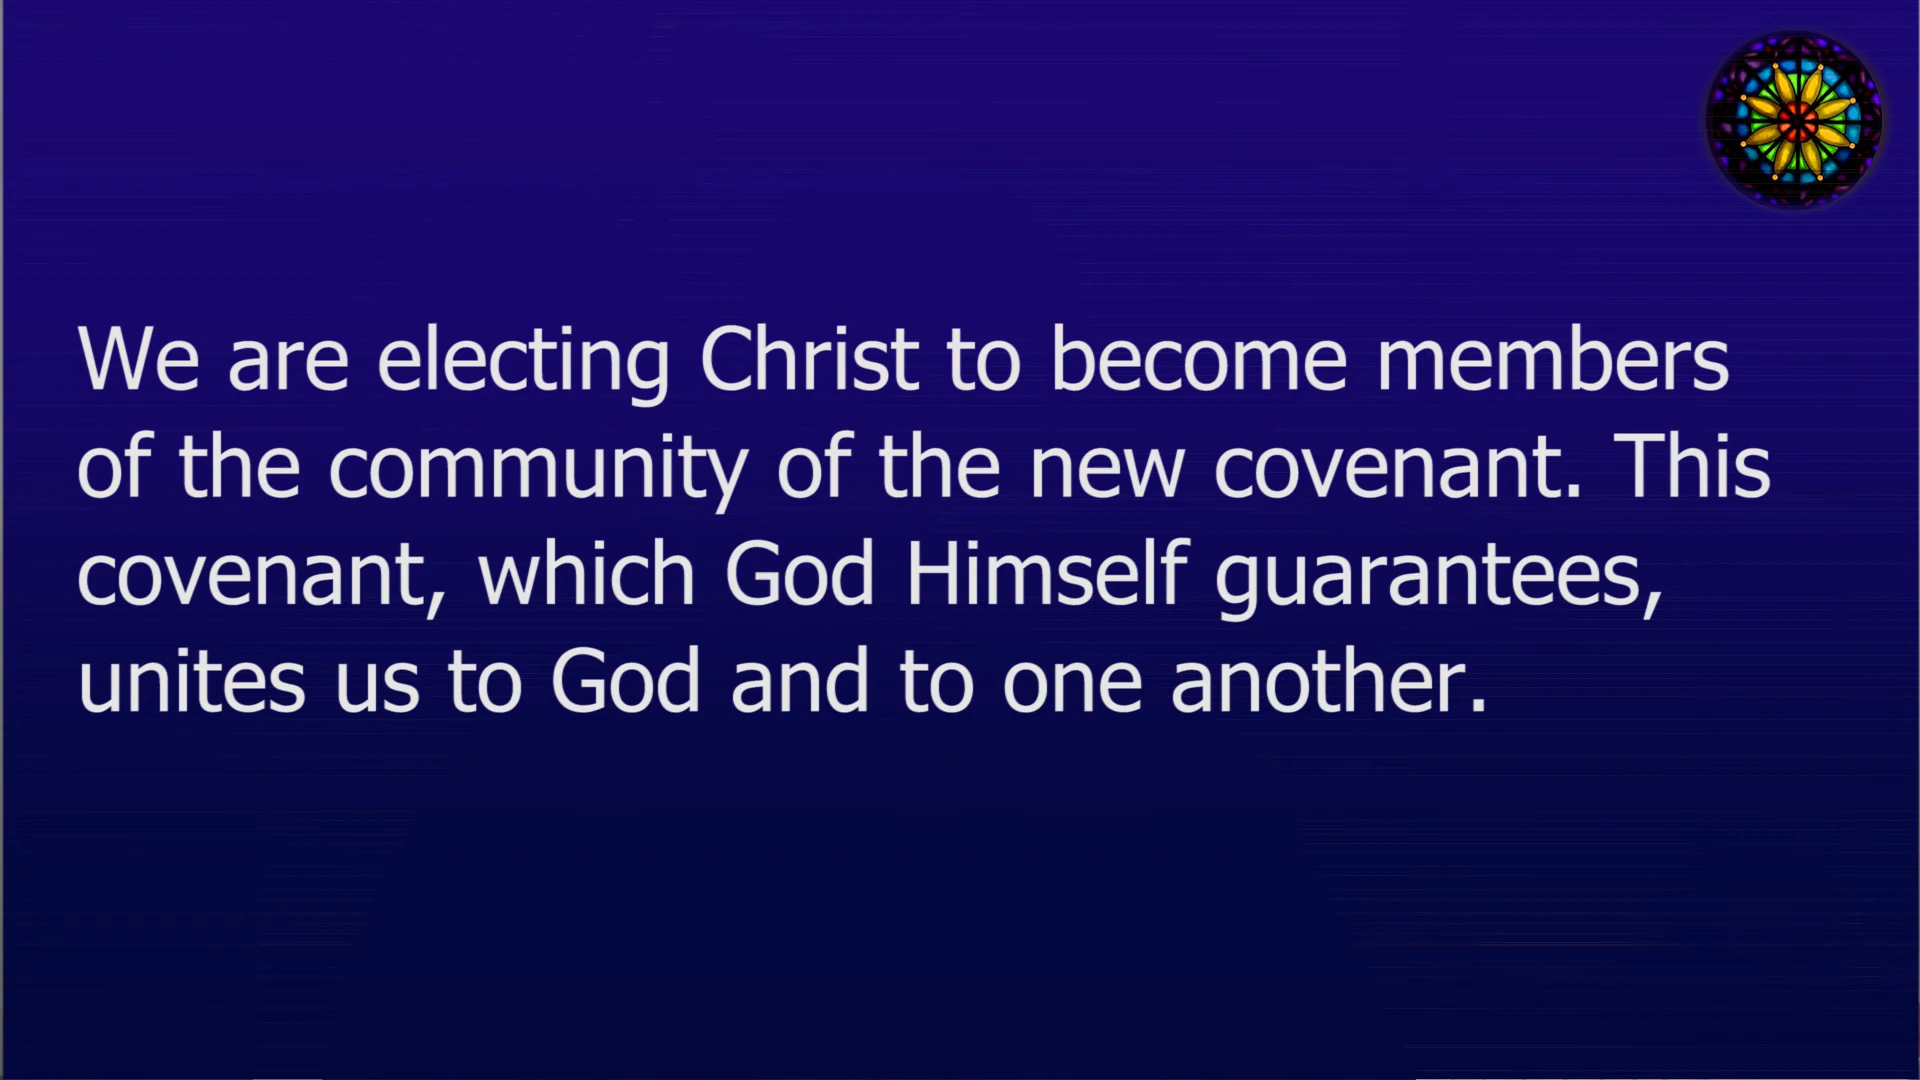 We are electing Christ to become members
of the community of the new covenant. This
covenant, which God Himself guarantees,
unites us to God and to one another.